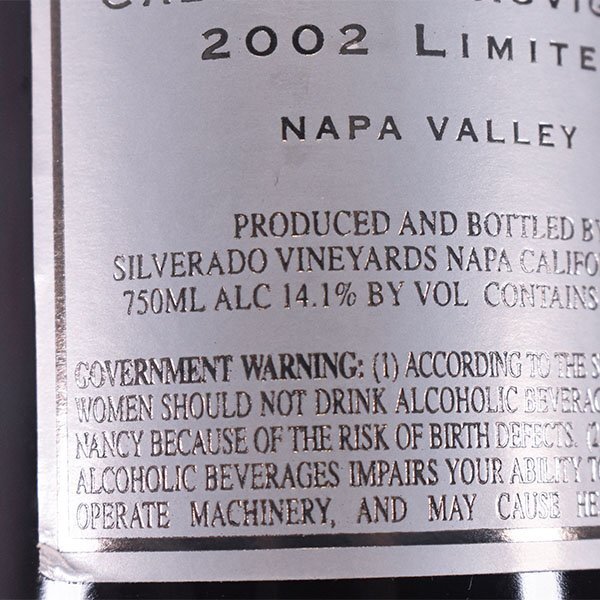 2002 LIMITE
NAPA VALLEY
PRODUCED AND BOTTLED BY
SILVERADO VINEYARDS NAPA CALIFO
750ML ALC 14.1% BY VOL CONTAINS
GOVERNMENT WARNING: (1) ACCORDING TO THE S
WOMEN SHOULD NOT DRINK ALCOHOLIC BEVERAG
NANCY BECAUSE OF THE RISK OF BIRTH DEFECTS. (2
ALCOHOLIC BEVERAGES IMPAIRS YOUR ABILITY TO
OPERATE MACHINERY, AND MAY CAUSE HE